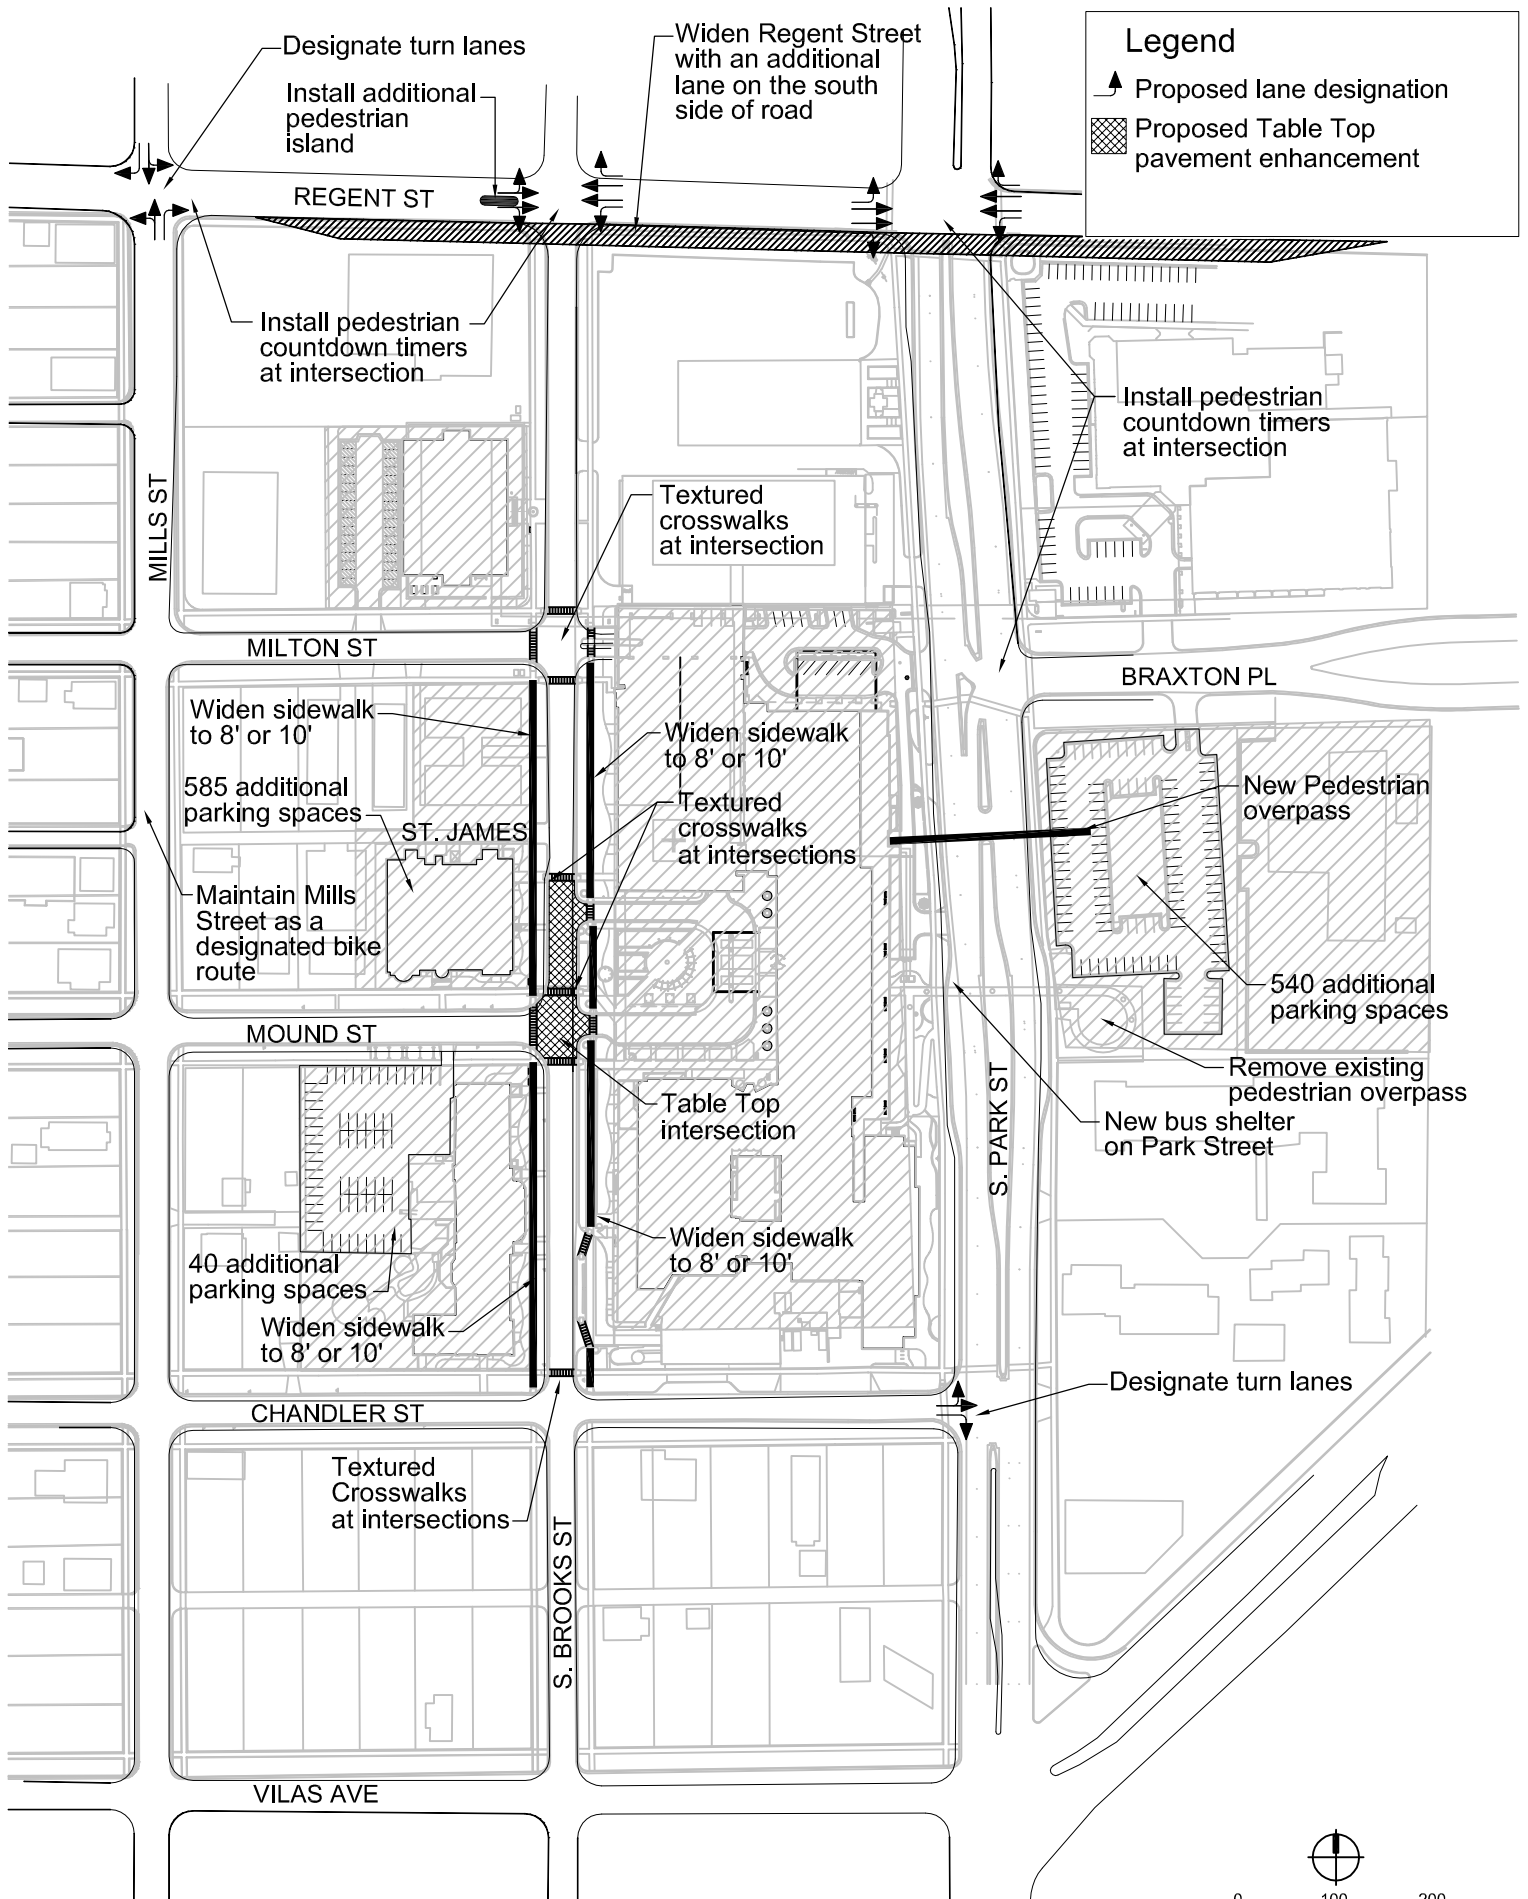 Designate turn lanes
Install additional
pedestrian
island
Widen Regent Street
with an additional
lane on the south
side of road
Legend
Proposed lane designation
Proposed Table Top
pavement enhancement
REGENT ST
Install pedestrian
countdown timers
at intersection
Install pedestrian
countdown timers
at intersection
MILLS ST
Textured
crosswalks
at intersection
MILTON ST
BRAXTON PL
Widen sidewalk
to 8' or 10'
Widen sidewalk
to 8' or 10'
585 additional
parking spaces
ST. JAMES
Textured
crosswalks
at intersections
New Pedestrian
overpass
Maintain Mills
Street as a
designated bike
route
540 additional
parking spaces
MOUND ST
Remove existing
pedestrian overpass
Table Top
intersection
New bus shelter
on Park Street
S. PARK ST
40 additional
parking spaces
Widen sidewalk
to 8' or 10'
Widen sidewalk
to 8' or 10'
Designate turn lanes
CHANDLER ST
Textured
Crosswalks
at intersections
S. BROOKS ST
VILAS AVE
0 100 200